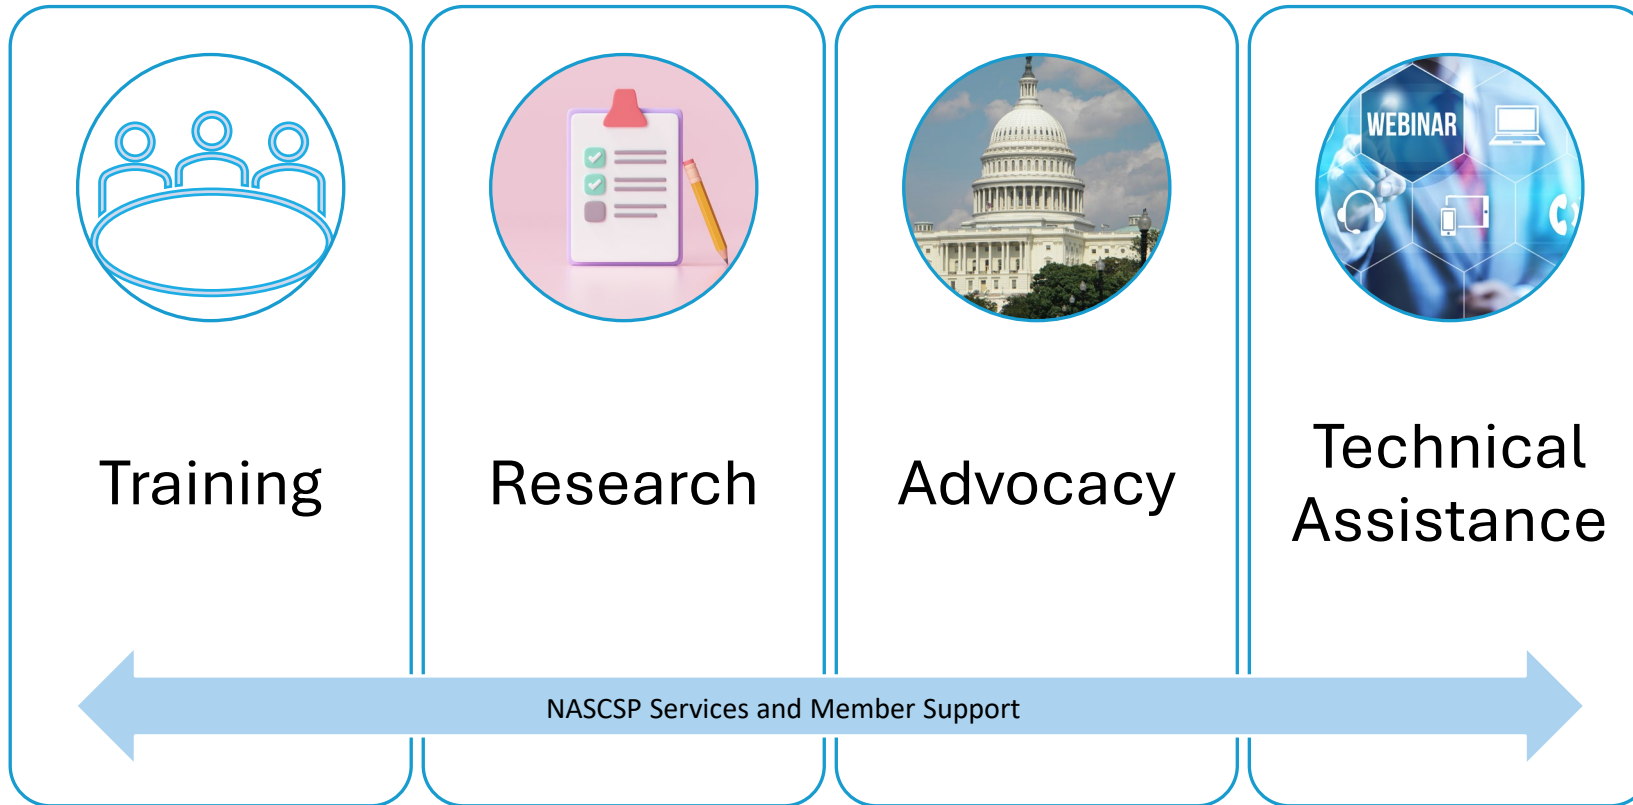 WEBINAR
Training
Research
Advocacy
Technical
Assistance
NASCSP Services and Member Support